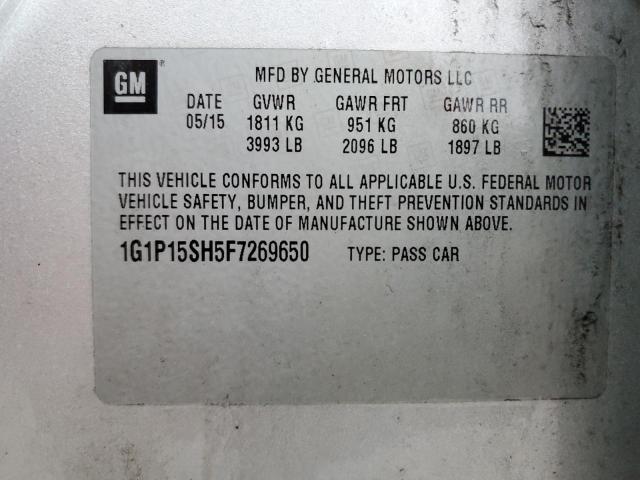 GM
MFD BY GENERAL MOTORS LLC
DATE GVWR GAWR FRT GAWR RR
05/15 1811 KG 951 KG 860 KG
3993 LB 2096 LB 1897 LB
THIS VEHICLE CONFORMS TO ALL APPLICABLE U.S. FEDERAL MOTOR
VEHICLE SAFETY, BUMPER, AND THEFT PREVENTION STANDARDS IN
EFFECT ON THE DATE OF MANUFACTURE SHOWN ABOVE.
1G1P15SH5F7269650 TYPE: PASS CAR